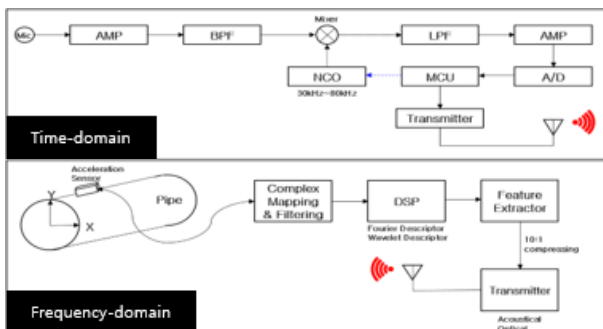 Mic
AMP
BPF
Mixer
LPF
AMP
NCO
MCU
A/D
30kHz~80kHz
Transmitter
Time-domain
Acceleration
Sensor
Y
X
Pipe
Complex
Mapping
& Filtering
DSP
Feature
Extractor
Fourier Descriptor
Wavelet Descriptor
10:1
compressing
Transmitter
Frequency-domain
Acoustical
Optical